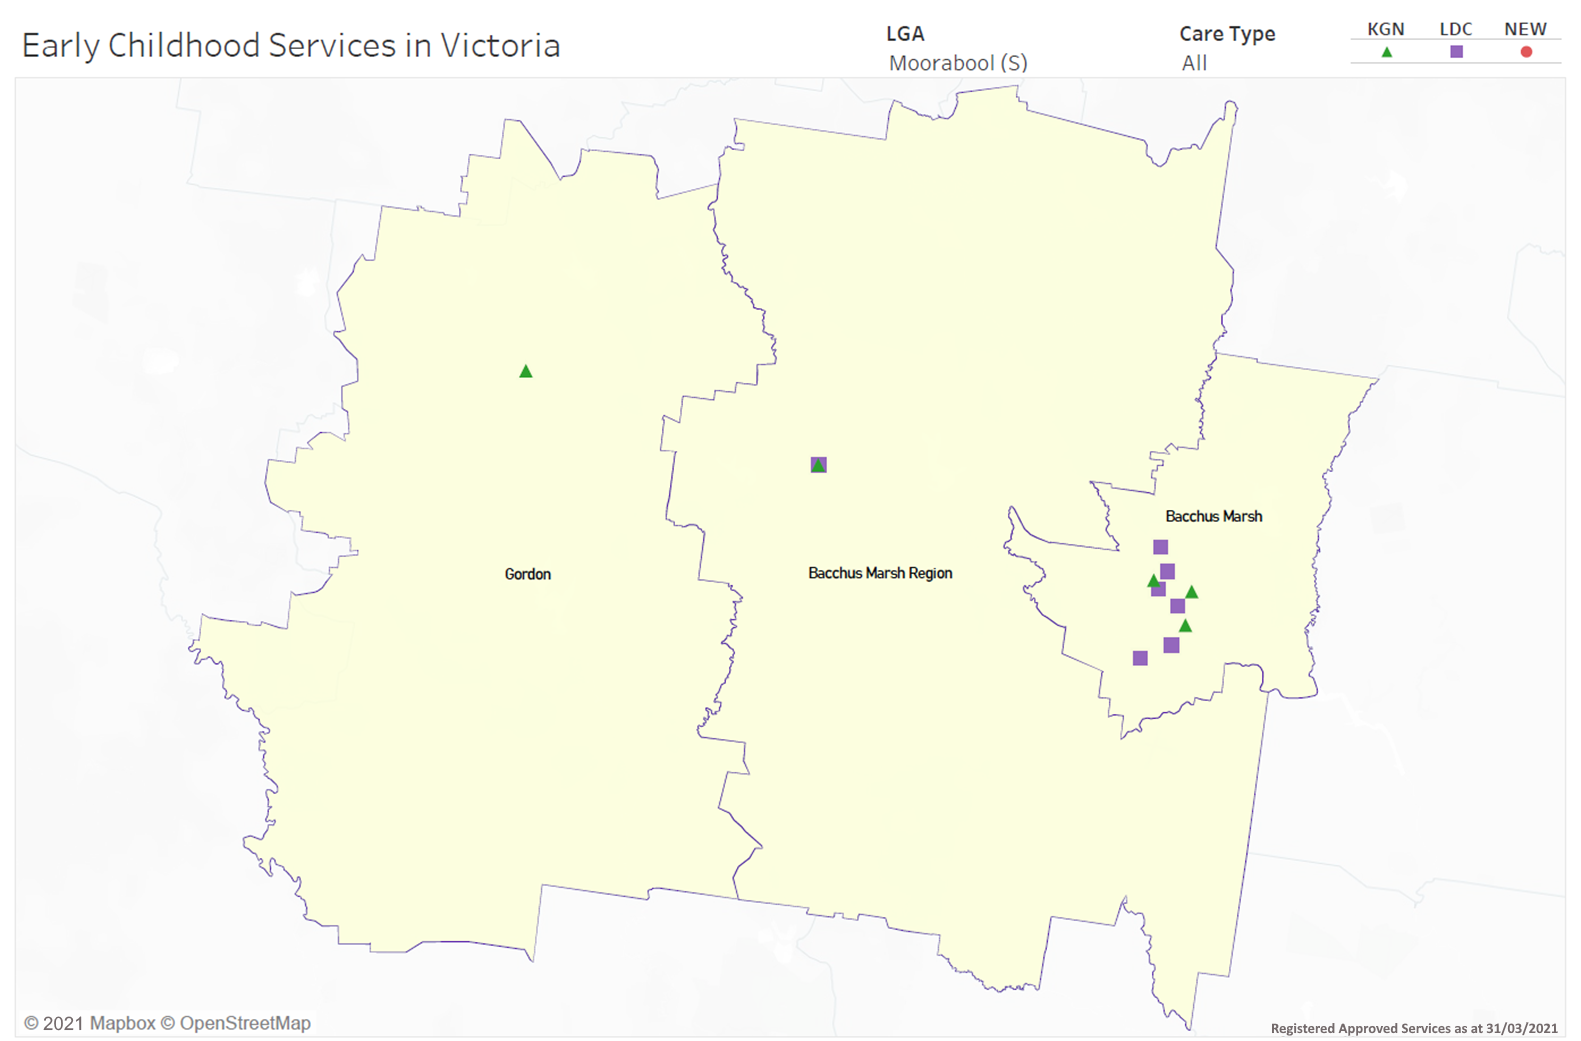 Early Childhood Services in Victoria
LGA
Moorabool (S)
Care Type
All
KGN LDC NEW
Bacchus Marsh
Gordon
Bacchus Marsh Region
© 2021 Mapbox © OpenStreetMap
Registered Approved Services as at 31/03/2021